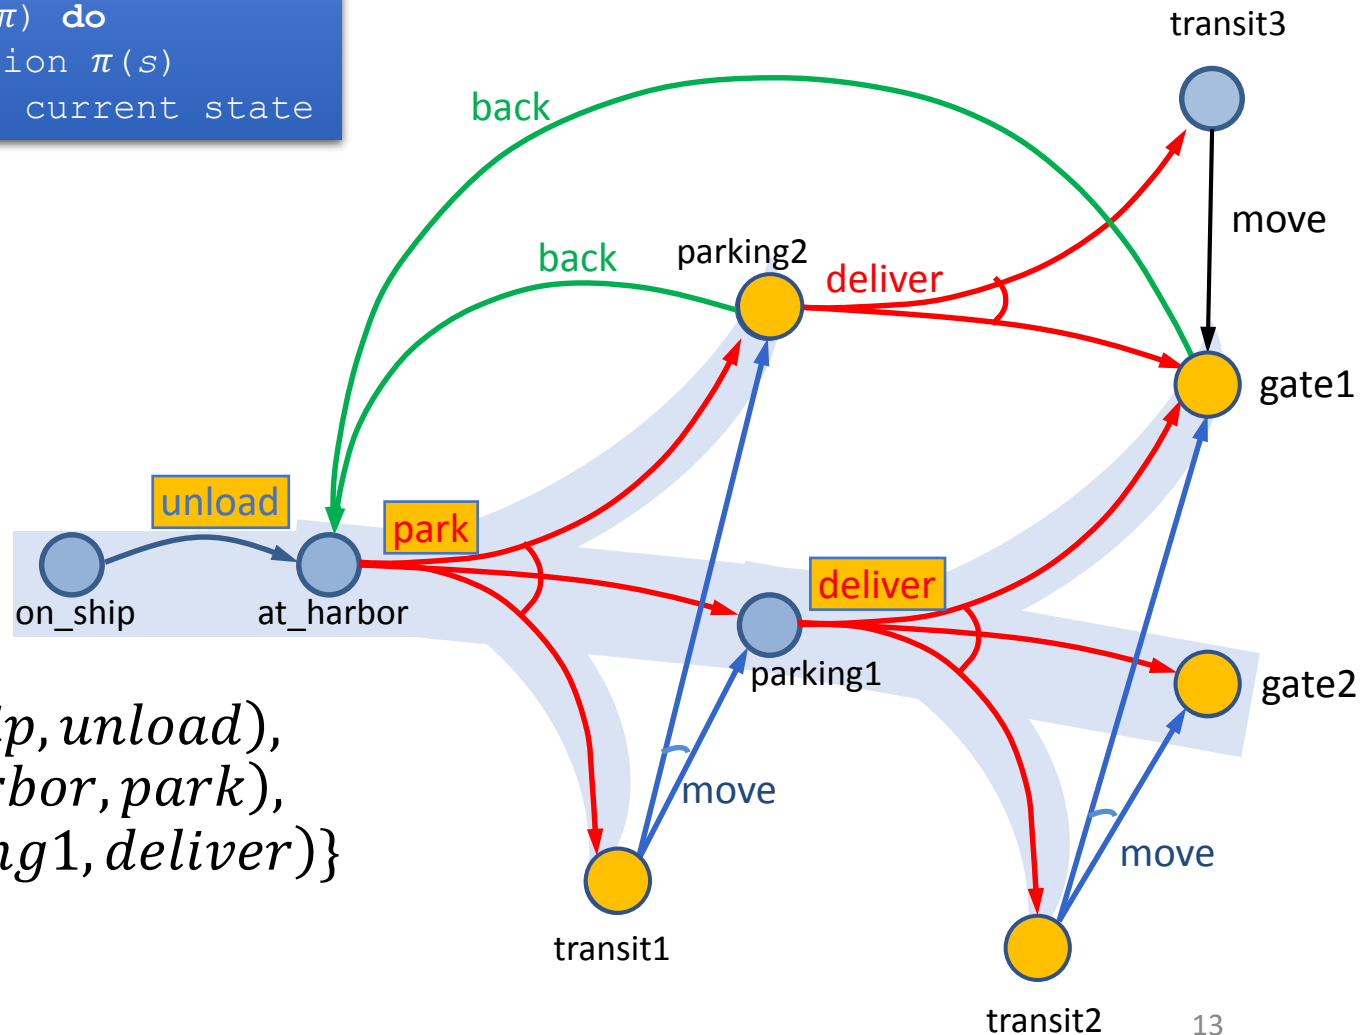 π) do
ion π(s)
current state
transit3
back
move
back
parking2
deliver
gate1
unload
park
deliver
on_ship
at_harbor
parking1
gate2
p, unload),
rbor, park),
ng1, deliver)}
move
move
transit1
transit2
13